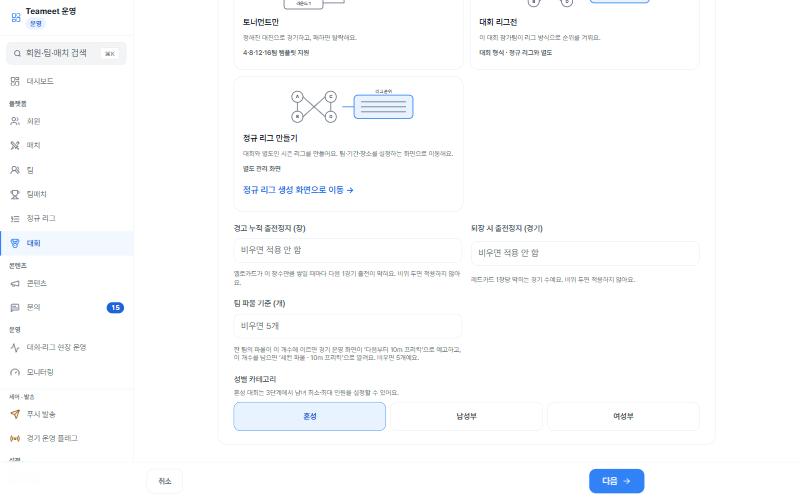 Teameet 운영
운영
회원·팀·매치 검색
⌘K
대시보드
플랫폼
회원
매치
팀
팀매치
정규 리그
대회
콘텐츠
콘텐츠
문의
15
운영
대회·리그 현장 운영
모니터링
푸시 발송
경기 운영 플래그
토너먼트만
정해진 대진으로 경기하고, 패하면 탈락해요.
4·8·12·16팀 템플릿 지원
대회 리그전
이 대회 참가팀이 리그 방식으로 순위를 겨뤄요.
대회 형식 · 정규 리그와 별도
A
C
B
D
리그 순위
정규 리그 만들기
대회와 별도인 시즌 리그를 만들어요. 팀·기간·장소를 설정하는 화면으로 이동해요.
별도 관리 화면
정규 리그 생성 화면으로 이동 →
경고 누적 출전정지 (장)
비우면 적용 안 함
옐로카드가 이 장수만큼 쌓일 때마다 다음 1경기 출전이 막혀요. 비워 두면 적용하지 않아
요.
퇴장 시 출전정지 (경기)
비우면 적용 안 함
레드카드 1장당 막히는 경기 수예요. 비워 두면 적용하지 않아요.
팀 파울 기준 (개)
비우면 5개
한 팀의 파울이 이 개수에 이르면 경기 운영 화면이 '다음부터 10m 프리킥'으로 예고하고,
이 개수를 넘으면 '세컨 파울 · 10m 프리킥'으로 알려요. 비우면 5개예요.
성별 카테고리
혼성 대회는 3단계에서 남녀 최소·최대 인원을 설정할 수 있어요.
혼성
남성부
여성부
취소
다음 →